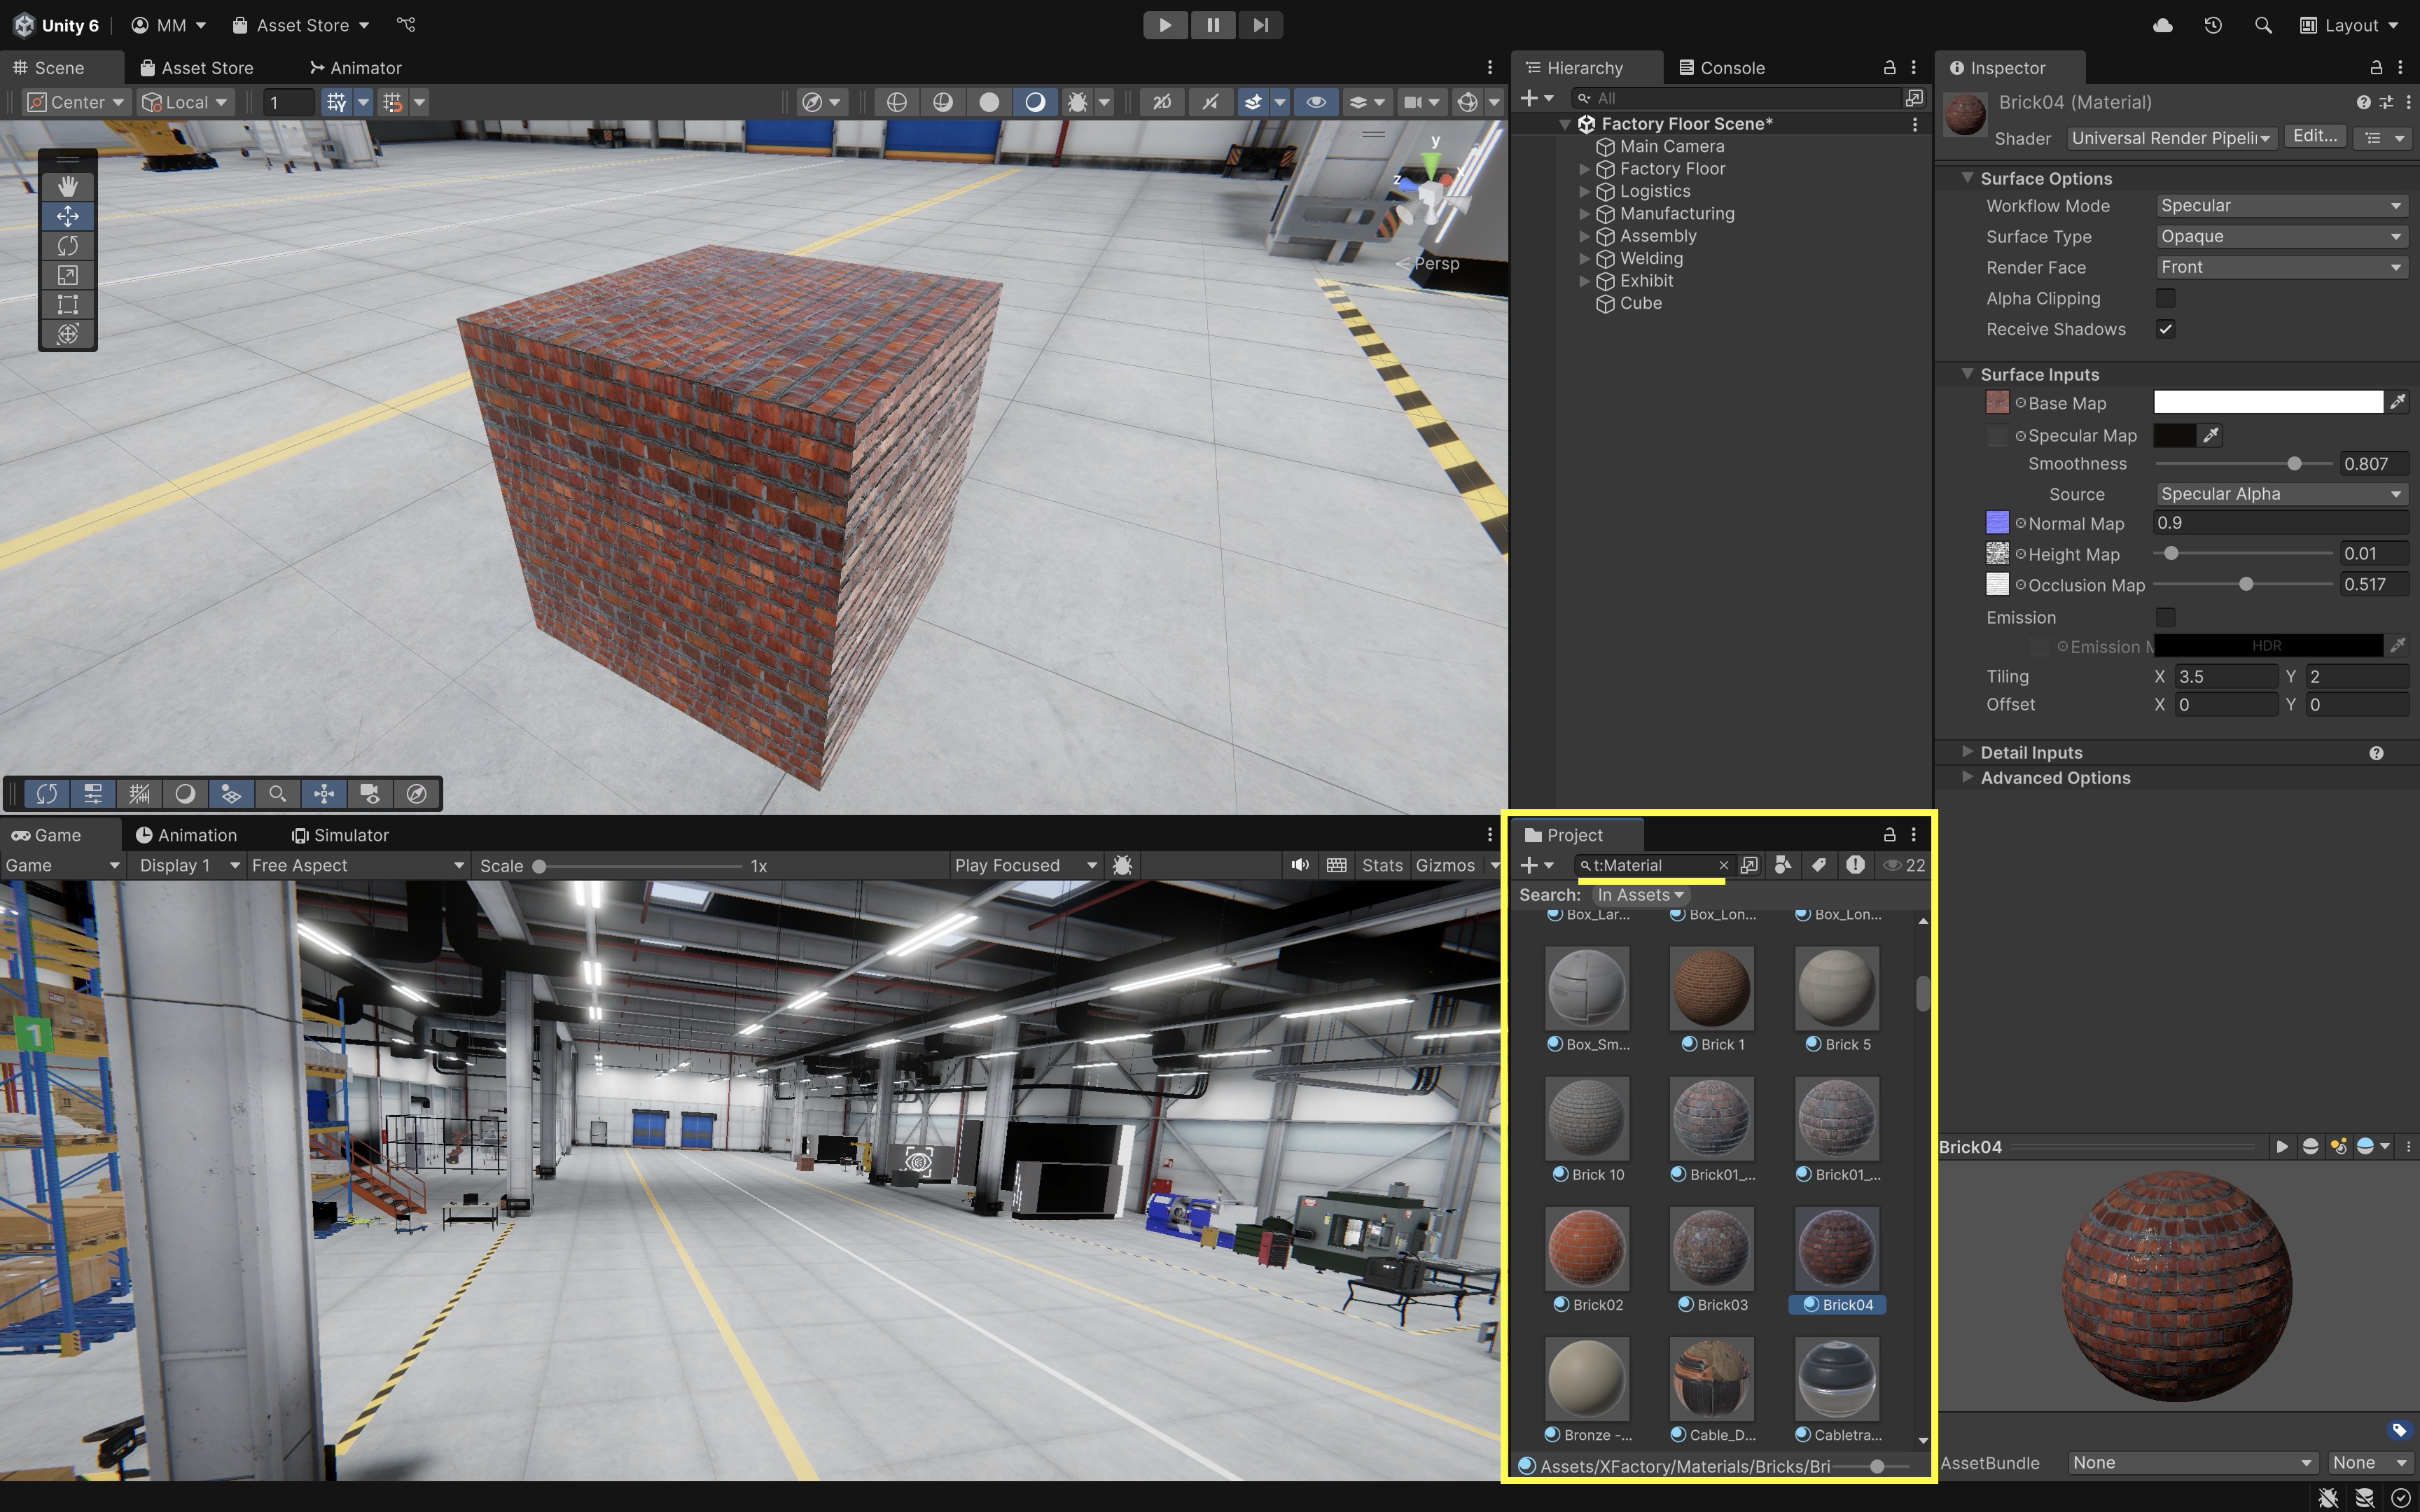 Unity 6 MM Asset Store Layout
Scene Asset Store Animator
Center Local 1 2D
y
z x
Persp
Hierarchy Console
All
Factory Floor Scene*
Main Camera
Factory Floor
Logistics
Manufacturing
Assembly
Welding
Exhibit
Cube
Inspector
Brick04 (Material)
Shader Universal Render Pipeli Edit...
Surface Options
Workflow Mode Specular
Surface Type Opaque
Render Face Front
Alpha Clipping
Receive Shadows
Surface Inputs
Base Map
Specular Map
Smoothness 0.807
Source Specular Alpha
Normal Map 0.9
Height Map 0.01
Occlusion Map 0.517
Emission
Emission M HDR
Tiling X 3.5 Y 2
Offset X 0 Y 0
Detail Inputs
Advanced Options
Game Animation Simulator
Game Display 1 Free Aspect Scale 1x Play Focused Stats Gizmos
1
Project
t:Material 22
Search: In Assets
Box_Lar... Box_Lon... Box_Lon...
Box_Sm... Brick 1 Brick 5
Brick 10 Brick01_... Brick01_...
Brick02 Brick03 Brick04
Bronze -... Cable_D... Cabletra...
Assets/XFactory/Materials/Bricks/Bri
Brick04
AssetBundle None None